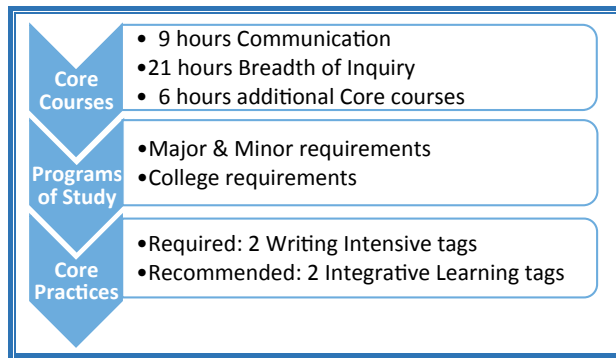 Core
Courses
• 9 hours Communication
•21 hours Breadth of Inquiry
• 6 hours additional Core courses
Programs
of Study
•Major & Minor requirements
•College requirements
Core
Practices
•Required: 2 Writing Intensive tags
•Recommended: 2 Integrative Learning tags